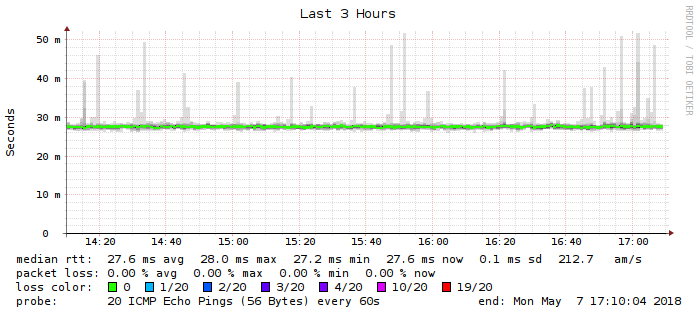 Last 3 Hours
RRDTOOL / TOBI OETIKER
Seconds
50 m
40 m
30 m
20 m
10 m
0
14:20 14:40 15:00 15:20 15:40 16:00 16:20 16:40 17:00
median rtt: 27.6 ms avg 28.0 ms max 27.2 ms min 27.6 ms now 0.1 ms sd 212.7 am/s
packet loss: 0.00 % avg 0.00 % max 0.00 % min 0.00 % now
loss color: 0 1/20 2/20 3/20 4/20 10/20 19/20
probe: 20 ICMP Echo Pings (56 Bytes) every 60s end: Mon May 7 17:10:04 2018